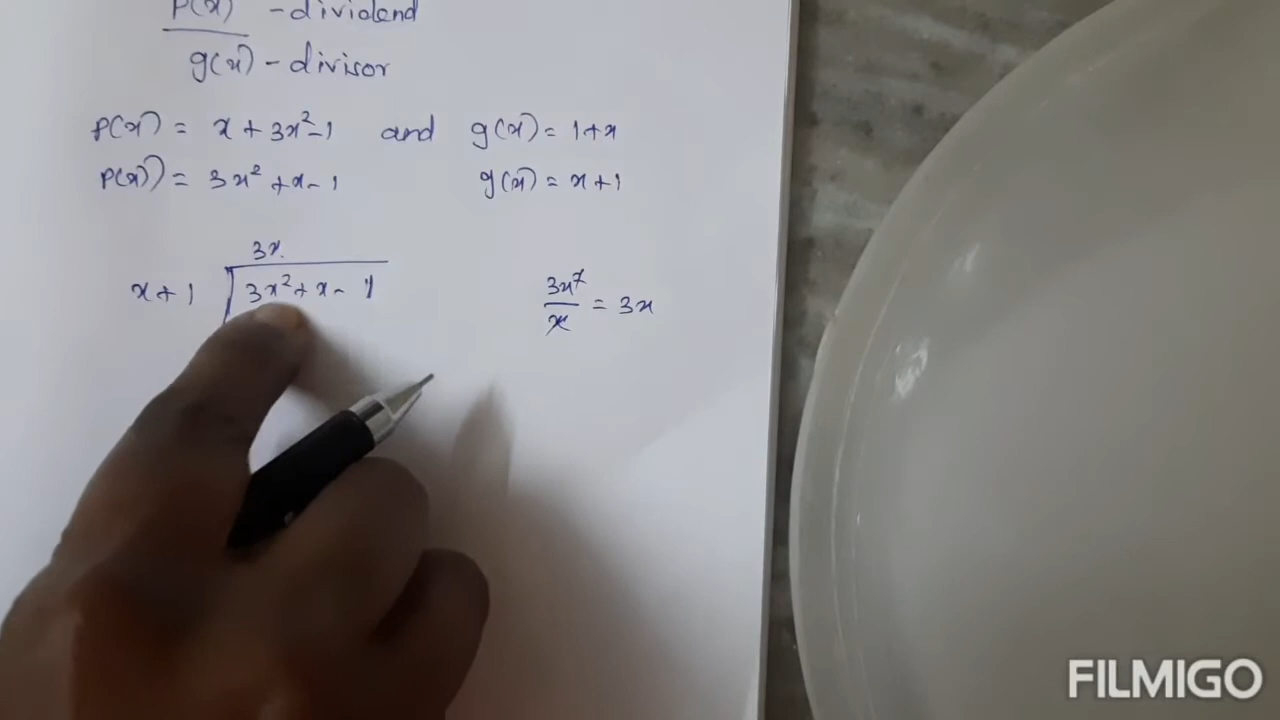 P(x) - dividend
g(x) - divisor
P(x) = x + 3x² - 1 and g(x) = 1 + x
P(x) = 3x² + x - 1 g(x) = x + 1
3x
x + 1 3x² + x - 1
3x² / x = 3x
FILMIGO